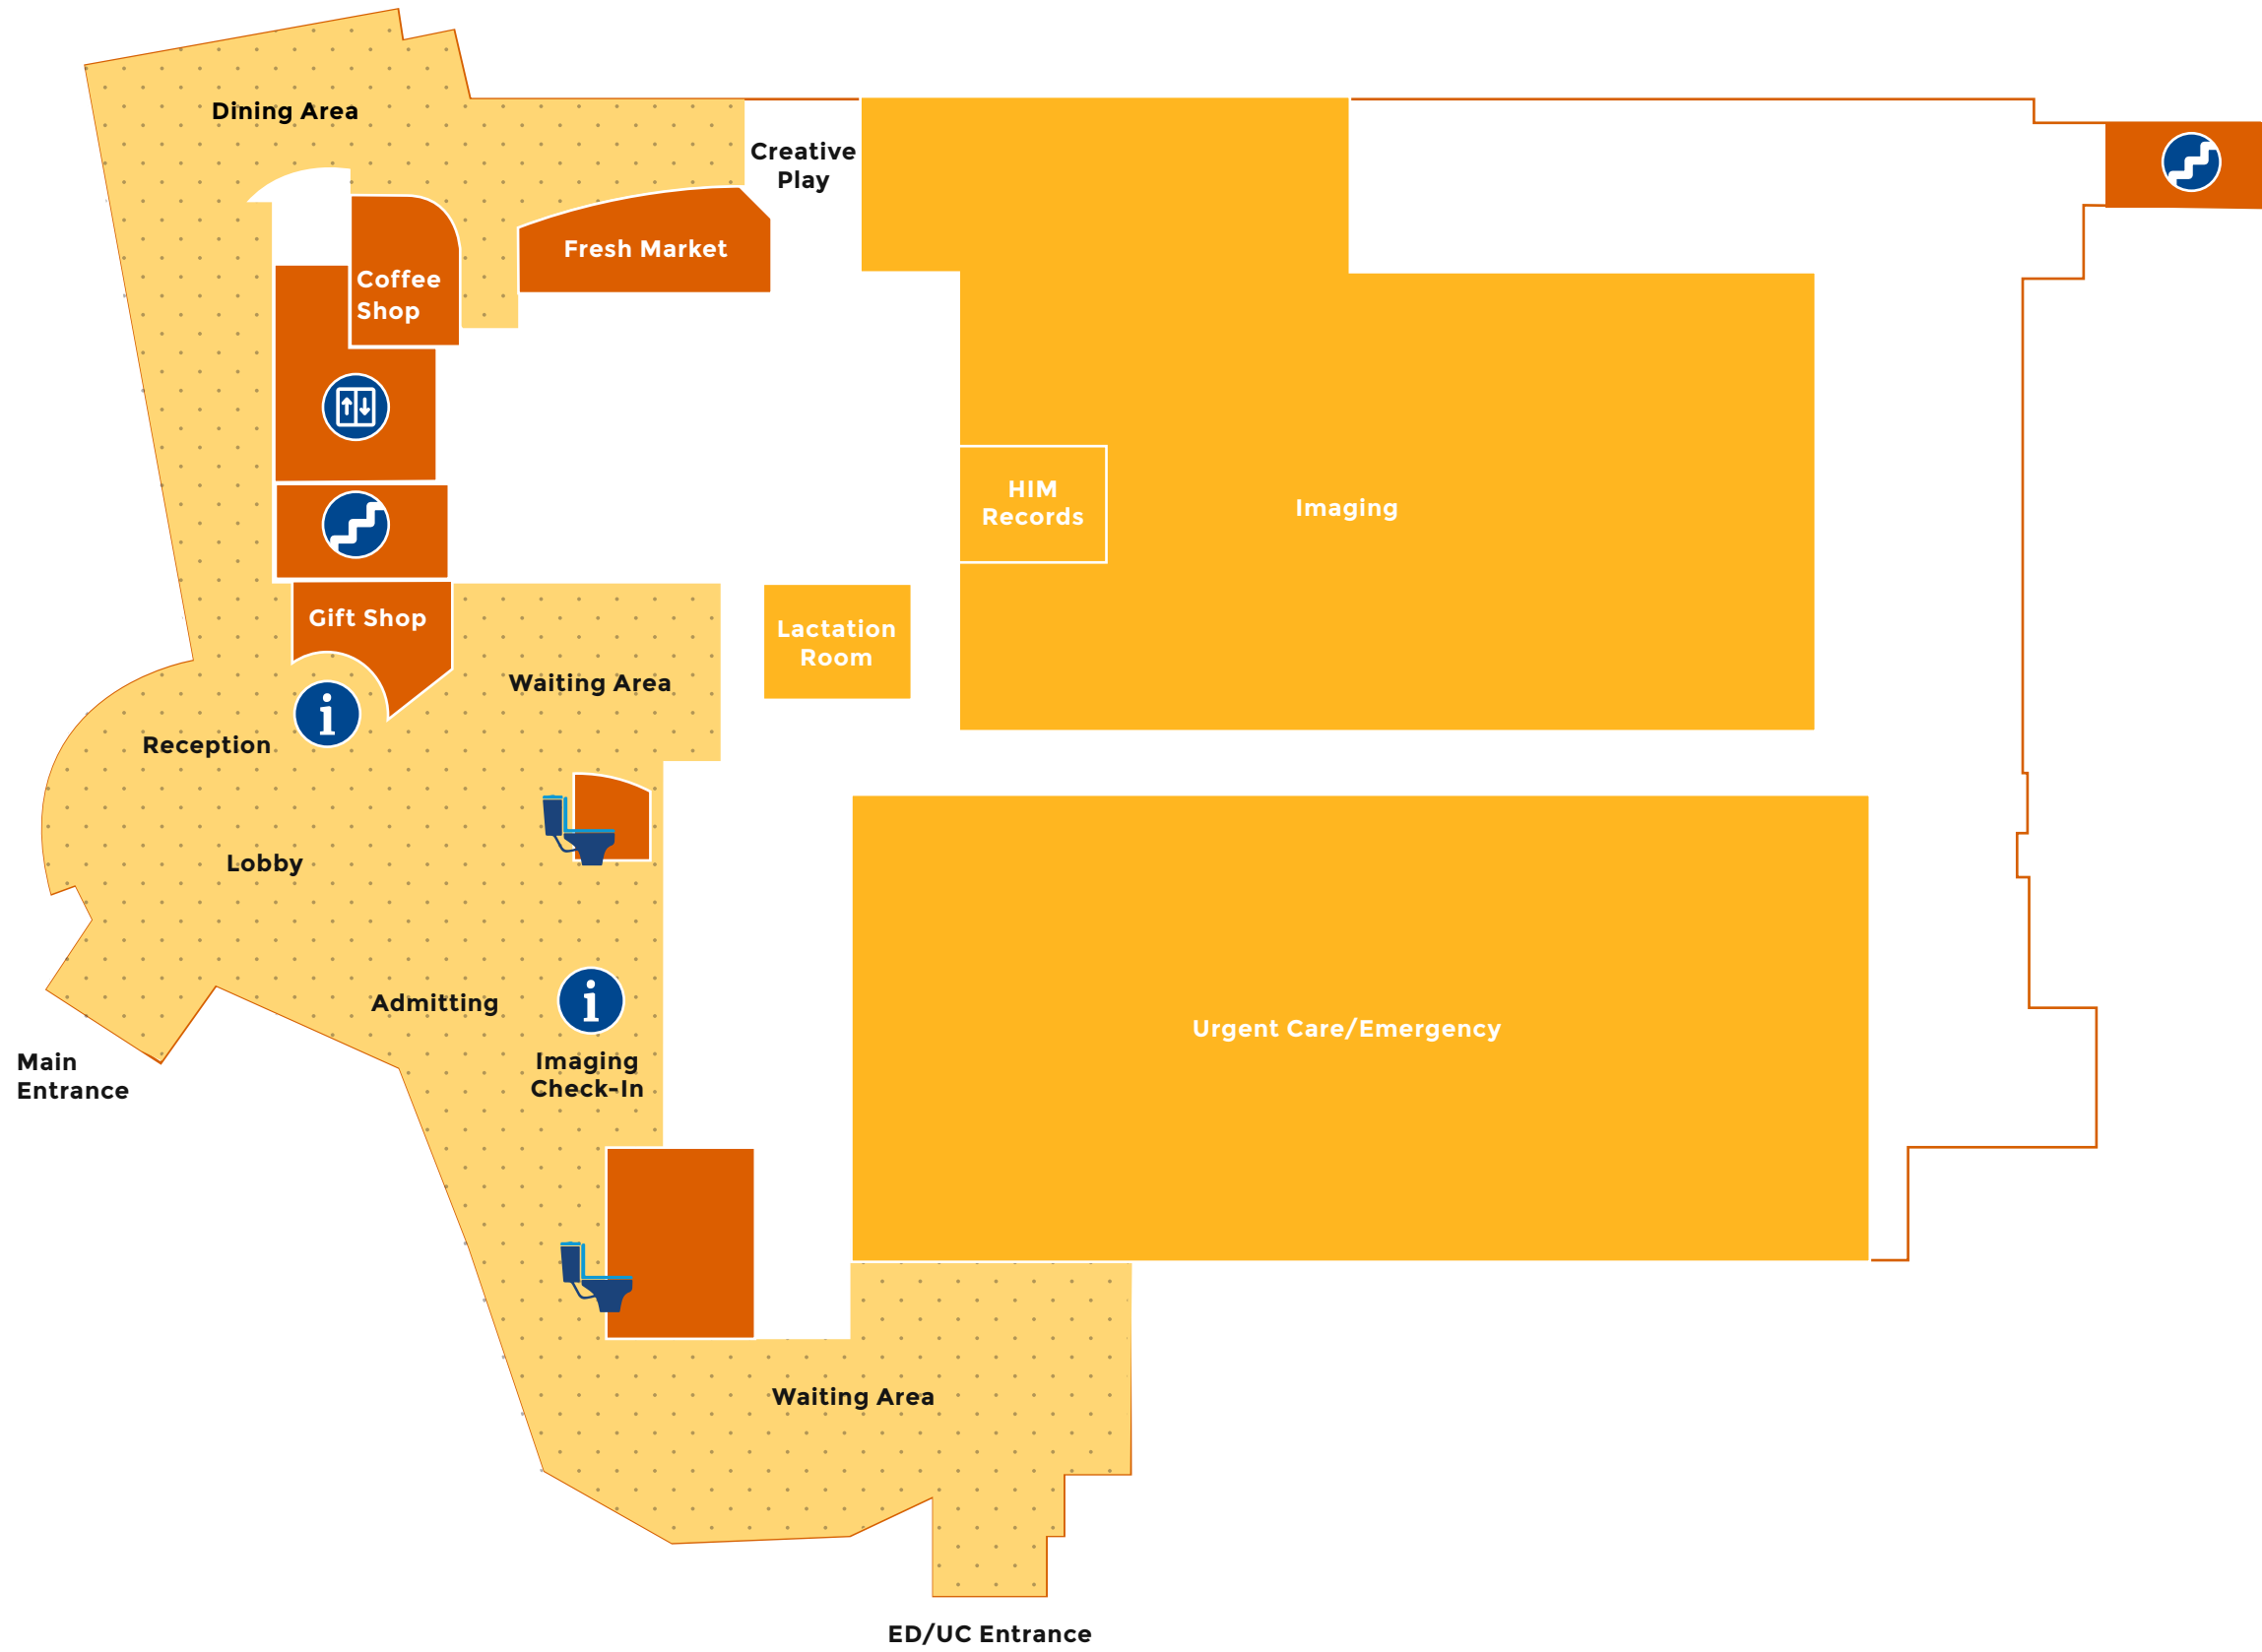 Dining Area
Creative
Play
Fresh Market
Coffee
Shop
HIM
Records
Imaging
Gift Shop
Lactation
Room
Waiting Area
Reception
Lobby
Admitting
Urgent Care/Emergency
Main
Entrance
Imaging
Check-In
Waiting Area
ED/UC Entrance